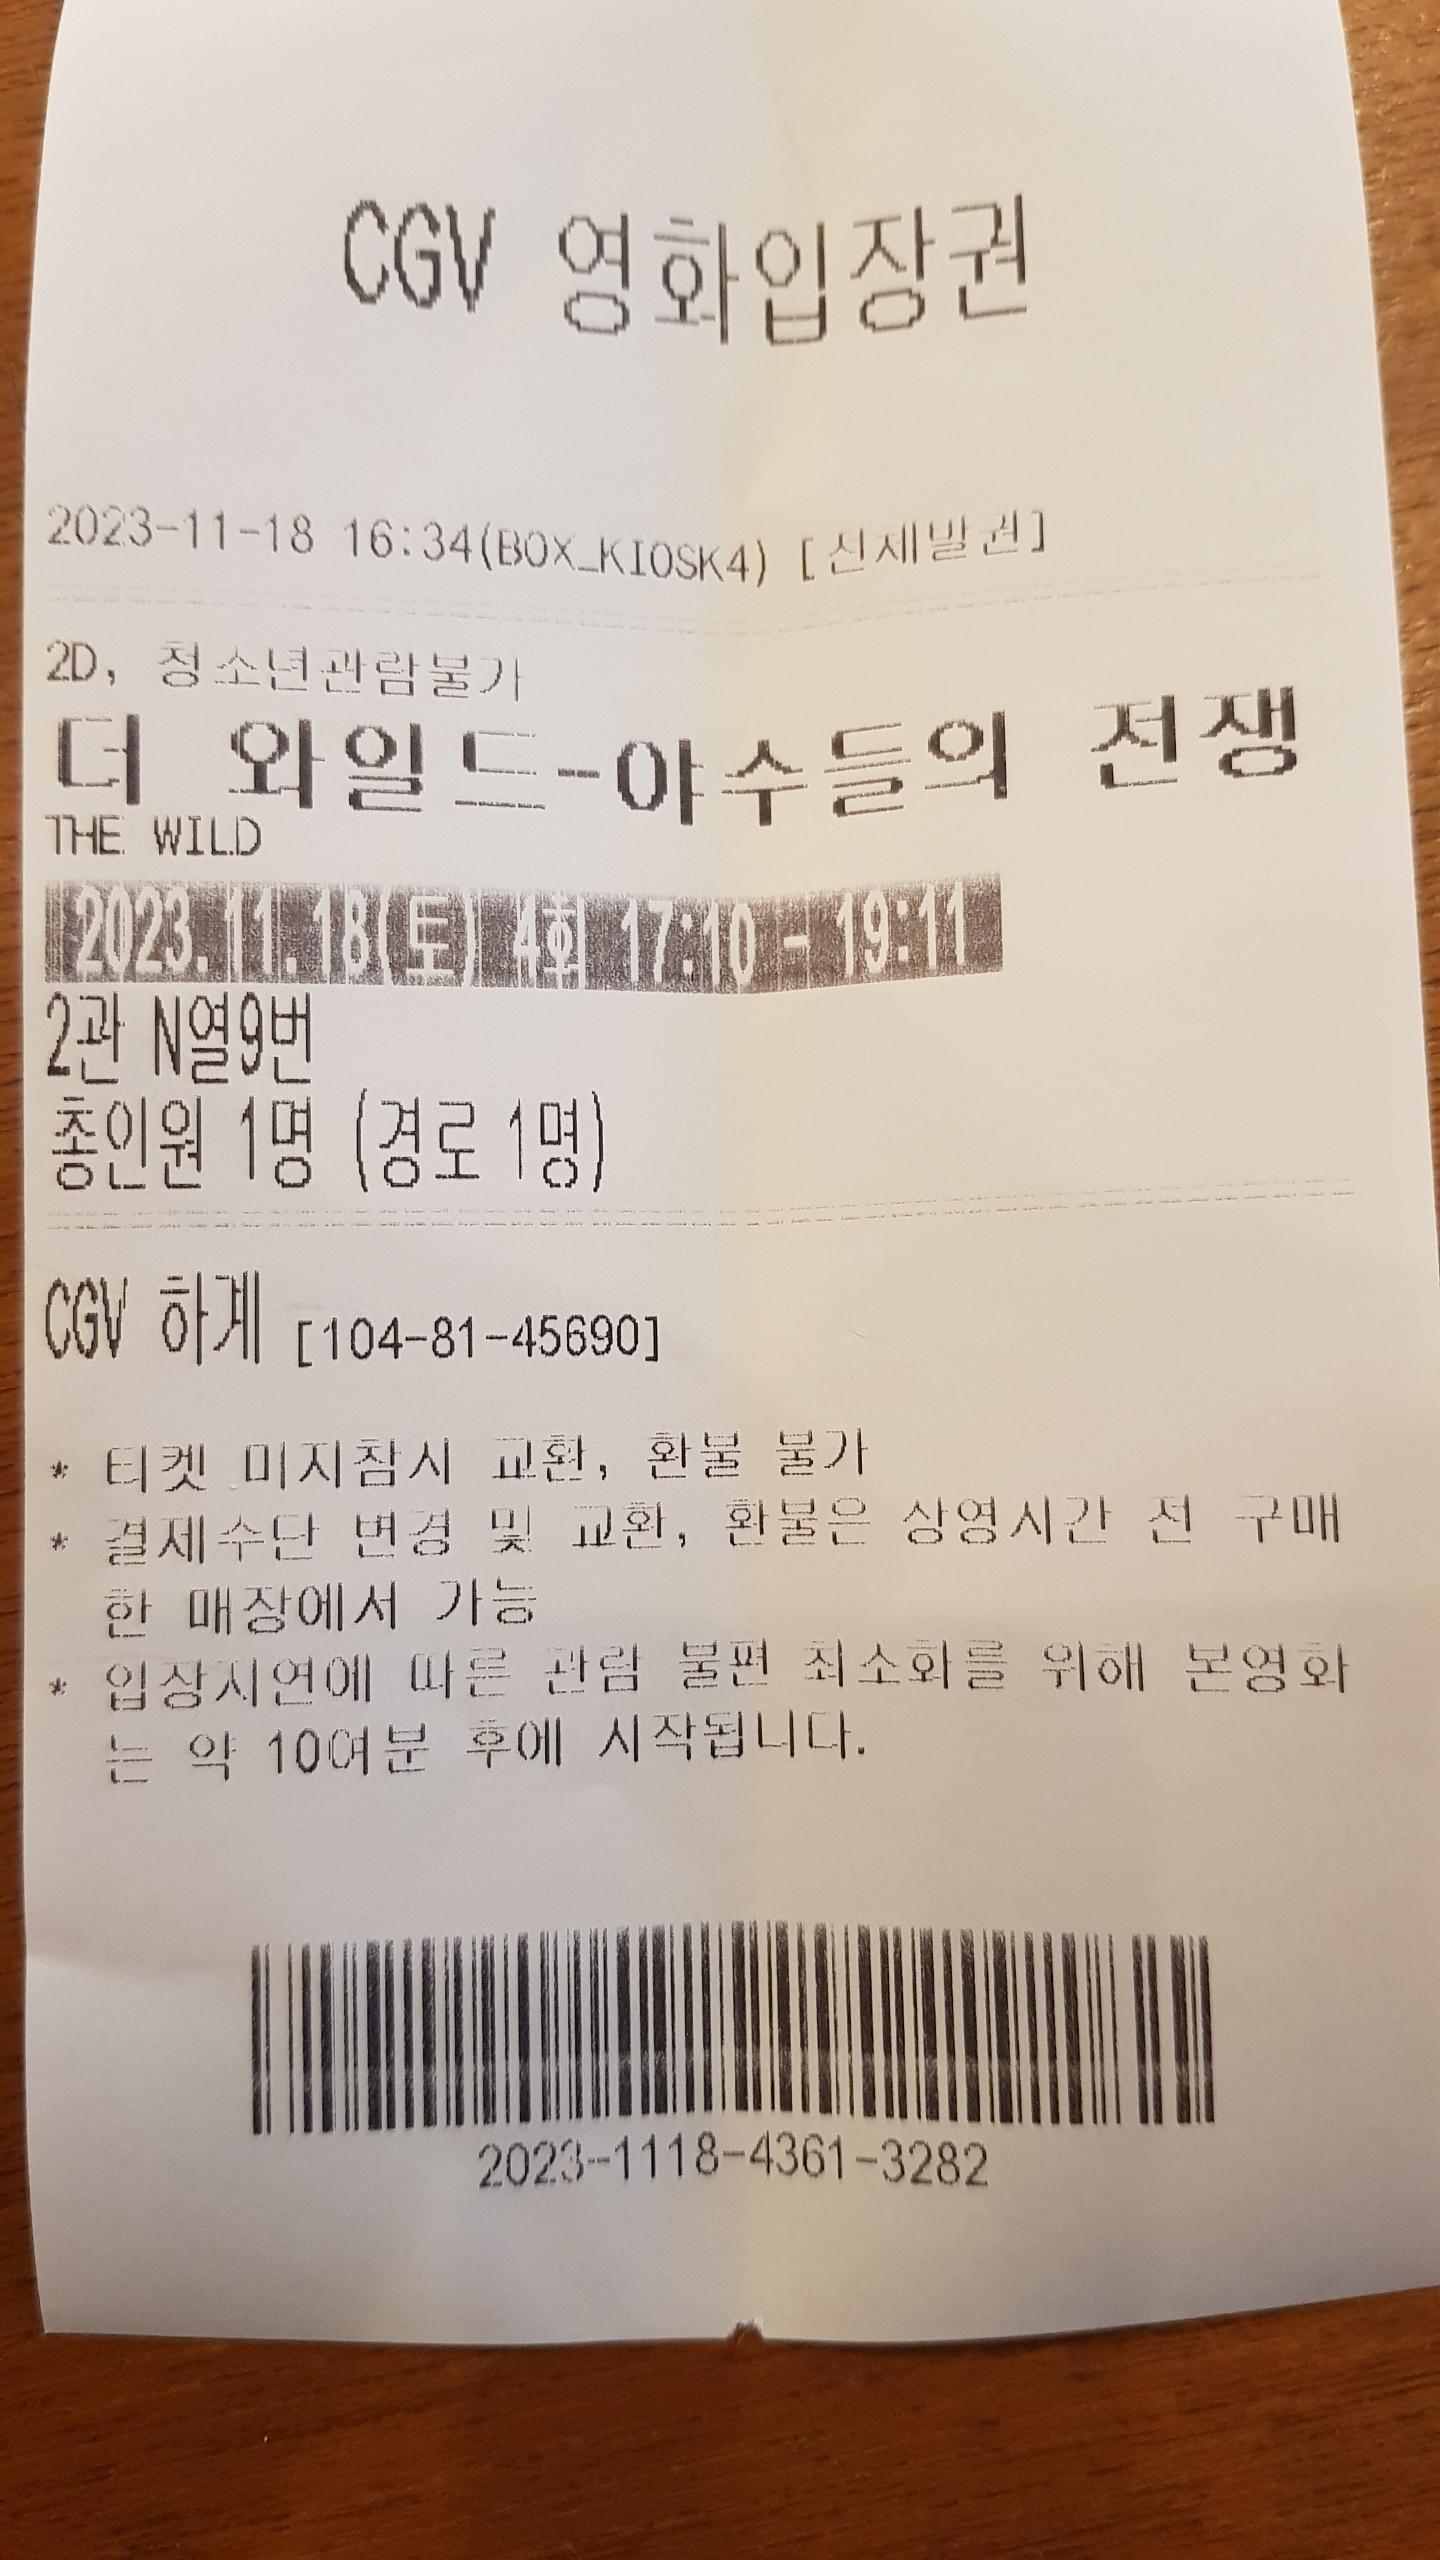 CGV 영화입장권
2023-11-18 16:34(BOX_KIOSK4) [신재발권]
2D, 청소년관람불가
더 와일드-야수들의 전쟁
THE WILD
2023.11.18(토) 4회 17:10 - 19:11
2관 N열9번
총인원 1명 (경로 1명)
CGV 하계 [104-81-45690]
* 티켓 미지참시 교환, 환불 불가
* 결제수단 변경 및 교환, 환불은 상영시간 전 구매
한 매장에서 가능
* 입장지연에 따른 관람 불편 최소화를 위해 본영화
는 약 10여분 후에 시작됩니다.
2023-1118-4361-3282